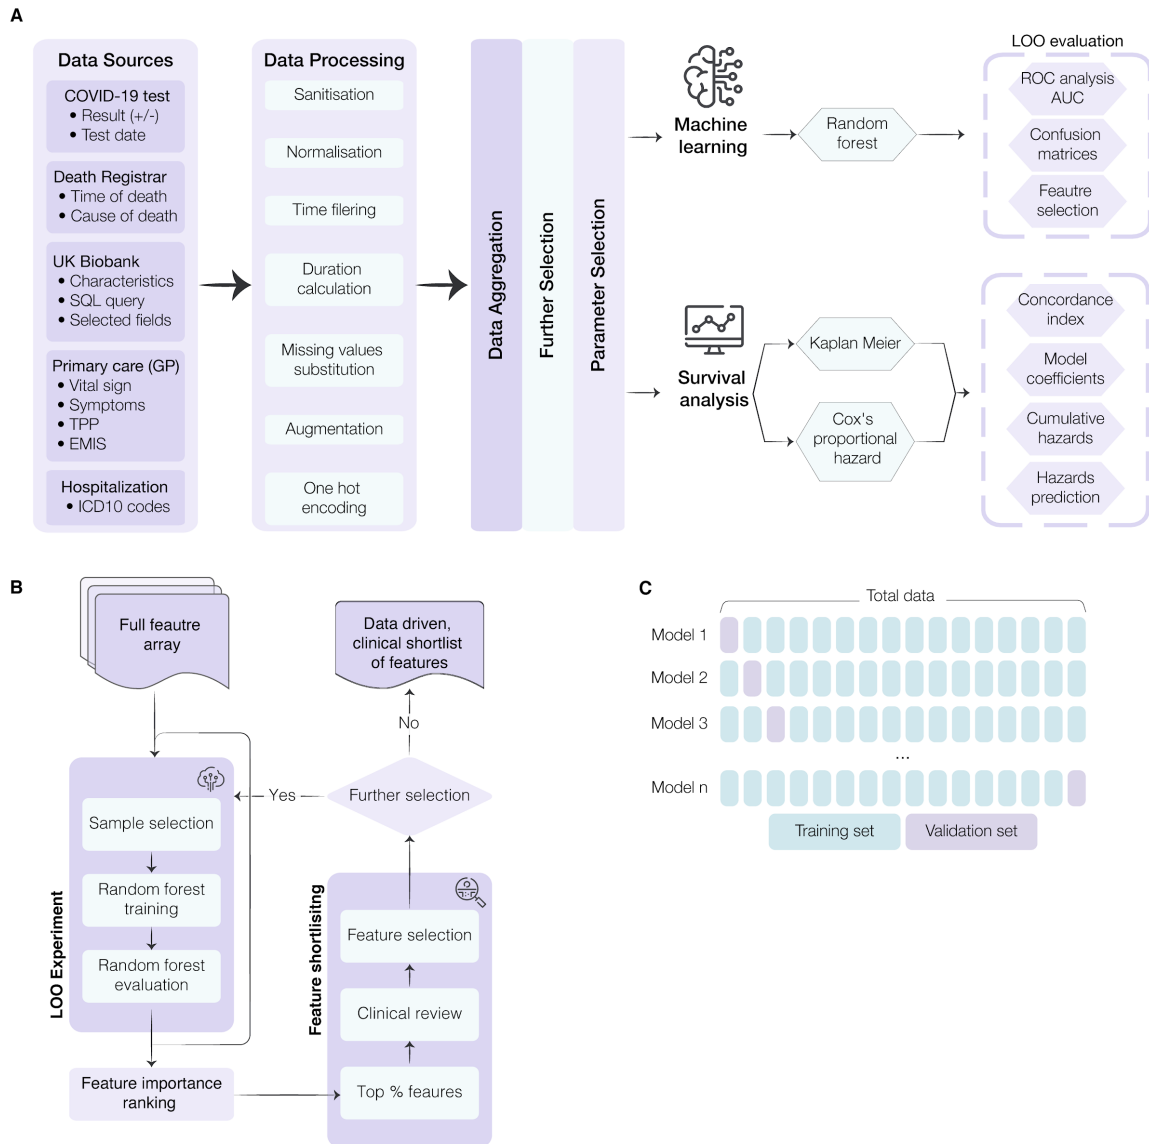 A
Data Sources
COVID-19 test
• Result (+/-)
• Test date
Death Registrar
• Time of death
• Cause of death
UK Biobank
• Characteristics
• SQL query
• Selected fields
Primary care (GP)
• Vital sign
• Symptoms
• TPP
• EMIS
Hospitalization
• ICD10 codes
Data Processing
Sanitisation
Normalisation
Time filering
Duration
calculation
Missing values
substitution
Augmentation
One hot
encoding
Data Aggregation
Further Selection
Parameter Selection
Machine
learning
Random
forest
LOO evaluation
ROC analysis
AUC
Confusion
matrices
Feautre
selection
Survival
analysis
Kaplan Meier
Cox's
proportional
hazard
Concordance
index
Model
coefficients
Cumulative
hazards
Hazards
prediction
B
Full feautre
array
LOO Experiment
Sample selection
Random forest
training
Random forest
evaluation
Feature importance
ranking
Feature shortlisitng
Top % feaures
Clinical review
Feature selection
Further selection
Yes
No
Data driven,
clinical shortlist
of features
C
Total data
Model 1
Model 2
Model 3
...
Model n
Training set
Validation set